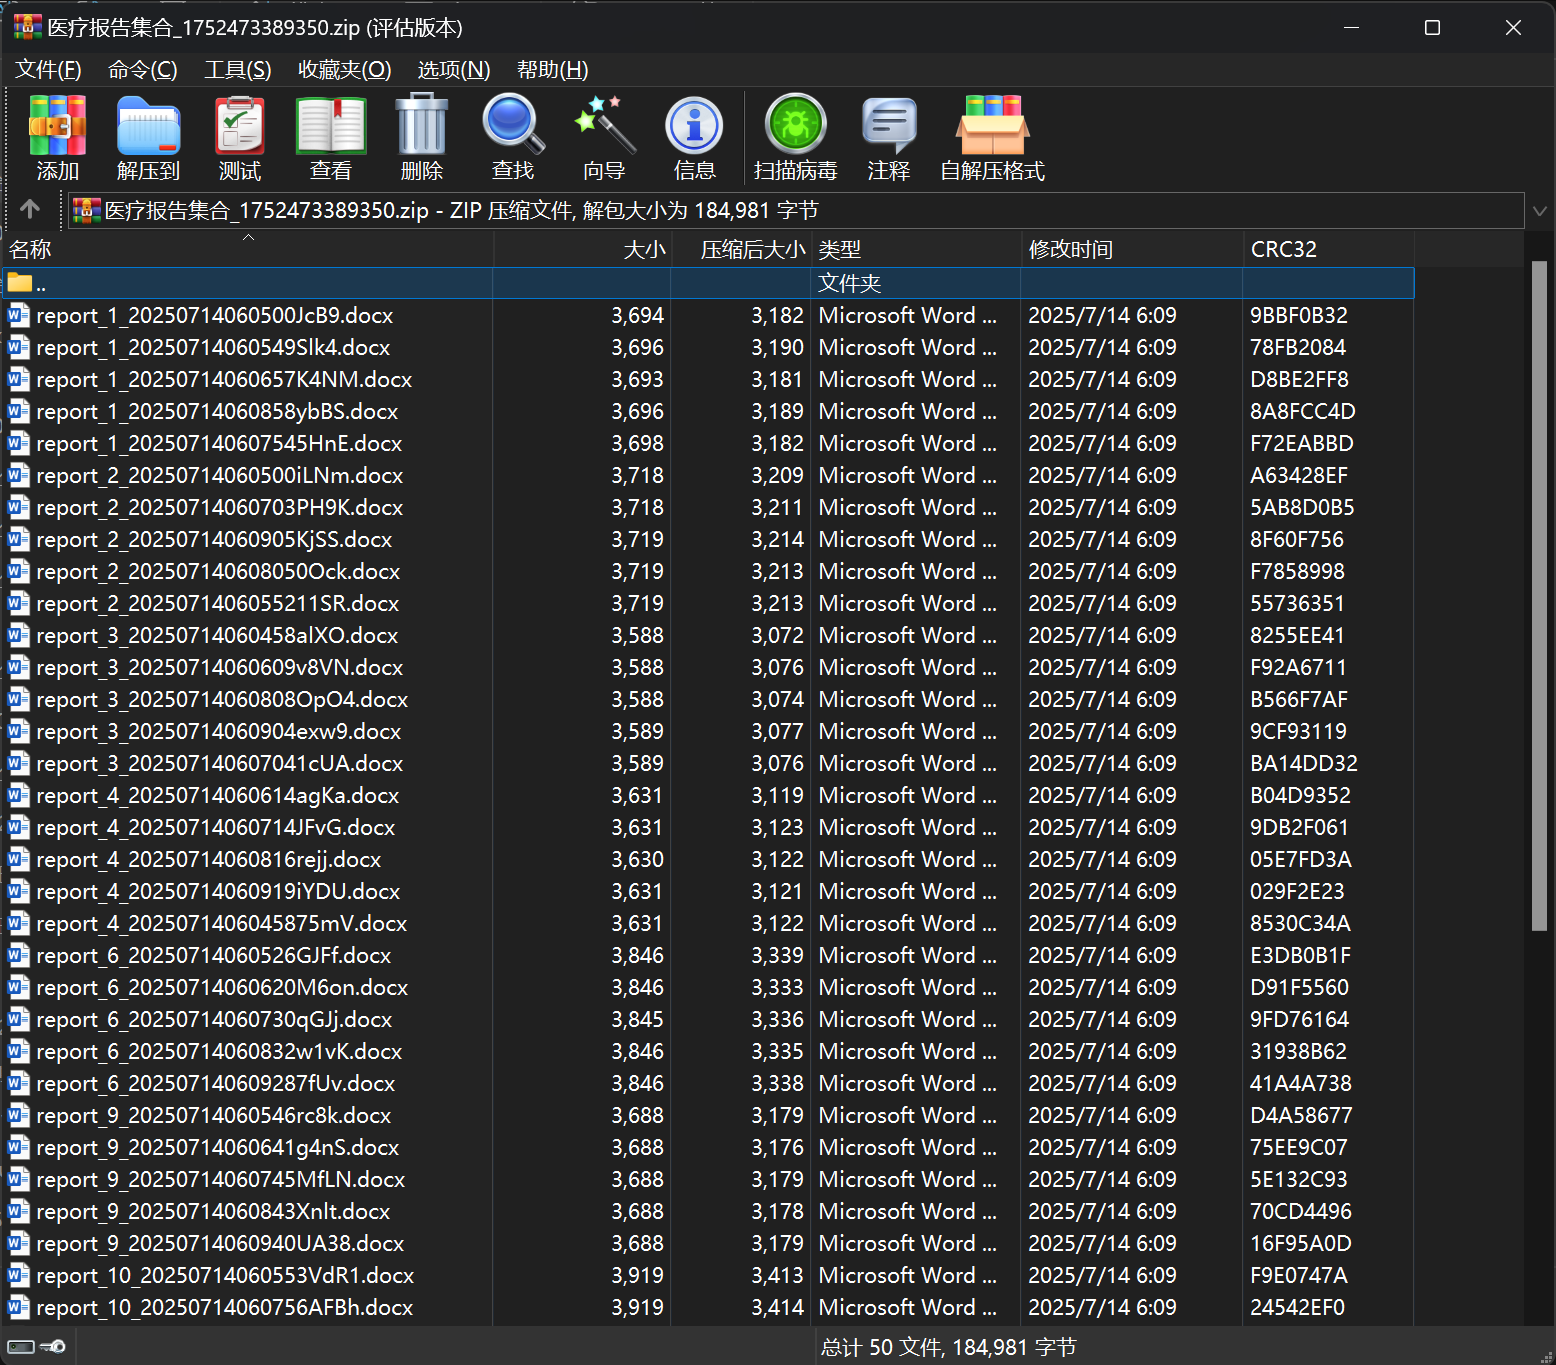 医疗报告集合_1752473389350.zip (评估版本)
文件(F) 命令(C) 工具(S) 收藏夹(O) 选项(N) 帮助(H)
添加 解压到 测试 查看 删除 查找 向导 信息 扫描病毒 注释 自解压格式
医疗报告集合_1752473389350.zip - ZIP 压缩文件, 解包大小为 184,981 字节
名称 大小 压缩后大小 类型 修改时间 CRC32
.. 文件夹
report_1_20250714060500JcB9.docx 3,694 3,182 Microsoft Word ... 2025/7/14 6:09 9BBF0B32
report_1_20250714060549Slk4.docx 3,696 3,190 Microsoft Word ... 2025/7/14 6:09 78FB2084
report_1_20250714060657K4NM.docx 3,693 3,181 Microsoft Word ... 2025/7/14 6:09 D8BE2FF8
report_1_20250714060858ybBS.docx 3,696 3,189 Microsoft Word ... 2025/7/14 6:09 8A8FCC4D
report_1_202507140607545HnE.docx 3,698 3,182 Microsoft Word ... 2025/7/14 6:09 F72EABBD
report_2_20250714060500iLNm.docx 3,718 3,209 Microsoft Word ... 2025/7/14 6:09 A63428EF
report_2_20250714060703PH9K.docx 3,718 3,211 Microsoft Word ... 2025/7/14 6:09 5AB8D0B5
report_2_20250714060905KjSS.docx 3,719 3,214 Microsoft Word ... 2025/7/14 6:09 8F60F756
report_2_202507140608050Ock.docx 3,719 3,213 Microsoft Word ... 2025/7/14 6:09 F7858998
report_2_2025071406055211SR.docx 3,719 3,213 Microsoft Word ... 2025/7/14 6:09 55736351
report_3_20250714060458alXO.docx 3,588 3,072 Microsoft Word ... 2025/7/14 6:09 8255EE41
report_3_20250714060609v8VN.docx 3,588 3,076 Microsoft Word ... 2025/7/14 6:09 F92A6711
report_3_20250714060808OpO4.docx 3,588 3,074 Microsoft Word ... 2025/7/14 6:09 B566F7AF
report_3_20250714060904exw9.docx 3,589 3,077 Microsoft Word ... 2025/7/14 6:09 9CF93119
report_3_202507140607041cUA.docx 3,589 3,076 Microsoft Word ... 2025/7/14 6:09 BA14DD32
report_4_20250714060614agKa.docx 3,631 3,119 Microsoft Word ... 2025/7/14 6:09 B04D9352
report_4_20250714060714JFvG.docx 3,631 3,123 Microsoft Word ... 2025/7/14 6:09 9DB2F061
report_4_20250714060816rejj.docx 3,630 3,122 Microsoft Word ... 2025/7/14 6:09 05E7FD3A
report_4_20250714060919iYDU.docx 3,631 3,121 Microsoft Word ... 2025/7/14 6:09 029F2E23
report_4_2025071406045875mV.docx 3,631 3,122 Microsoft Word ... 2025/7/14 6:09 8530C34A
report_6_20250714060526GJFf.docx 3,846 3,339 Microsoft Word ... 2025/7/14 6:09 E3DB0B1F
report_6_20250714060620M6on.docx 3,846 3,333 Microsoft Word ... 2025/7/14 6:09 D91F5560
report_6_20250714060730qGJj.docx 3,845 3,336 Microsoft Word ... 2025/7/14 6:09 9FD76164
report_6_20250714060832w1vK.docx 3,846 3,335 Microsoft Word ... 2025/7/14 6:09 31938B62
report_6_202507140609287fUv.docx 3,846 3,338 Microsoft Word ... 2025/7/14 6:09 41A4A738
report_9_20250714060546rc8k.docx 3,688 3,179 Microsoft Word ... 2025/7/14 6:09 D4A58677
report_9_20250714060641g4nS.docx 3,688 3,176 Microsoft Word ... 2025/7/14 6:09 75EE9C07
report_9_20250714060745MfLN.docx 3,688 3,179 Microsoft Word ... 2025/7/14 6:09 5E132C93
report_9_20250714060843Xnlt.docx 3,688 3,178 Microsoft Word ... 2025/7/14 6:09 70CD4496
report_9_20250714060940UA38.docx 3,688 3,179 Microsoft Word ... 2025/7/14 6:09 16F95A0D
report_10_20250714060553VdR1.docx 3,919 3,413 Microsoft Word ... 2025/7/14 6:09 F9E0747A
report_10_20250714060756AFBh.docx 3,919 3,414 Microsoft Word ... 2025/7/14 6:09 24542EF0
总计 50 文件, 184,981 字节